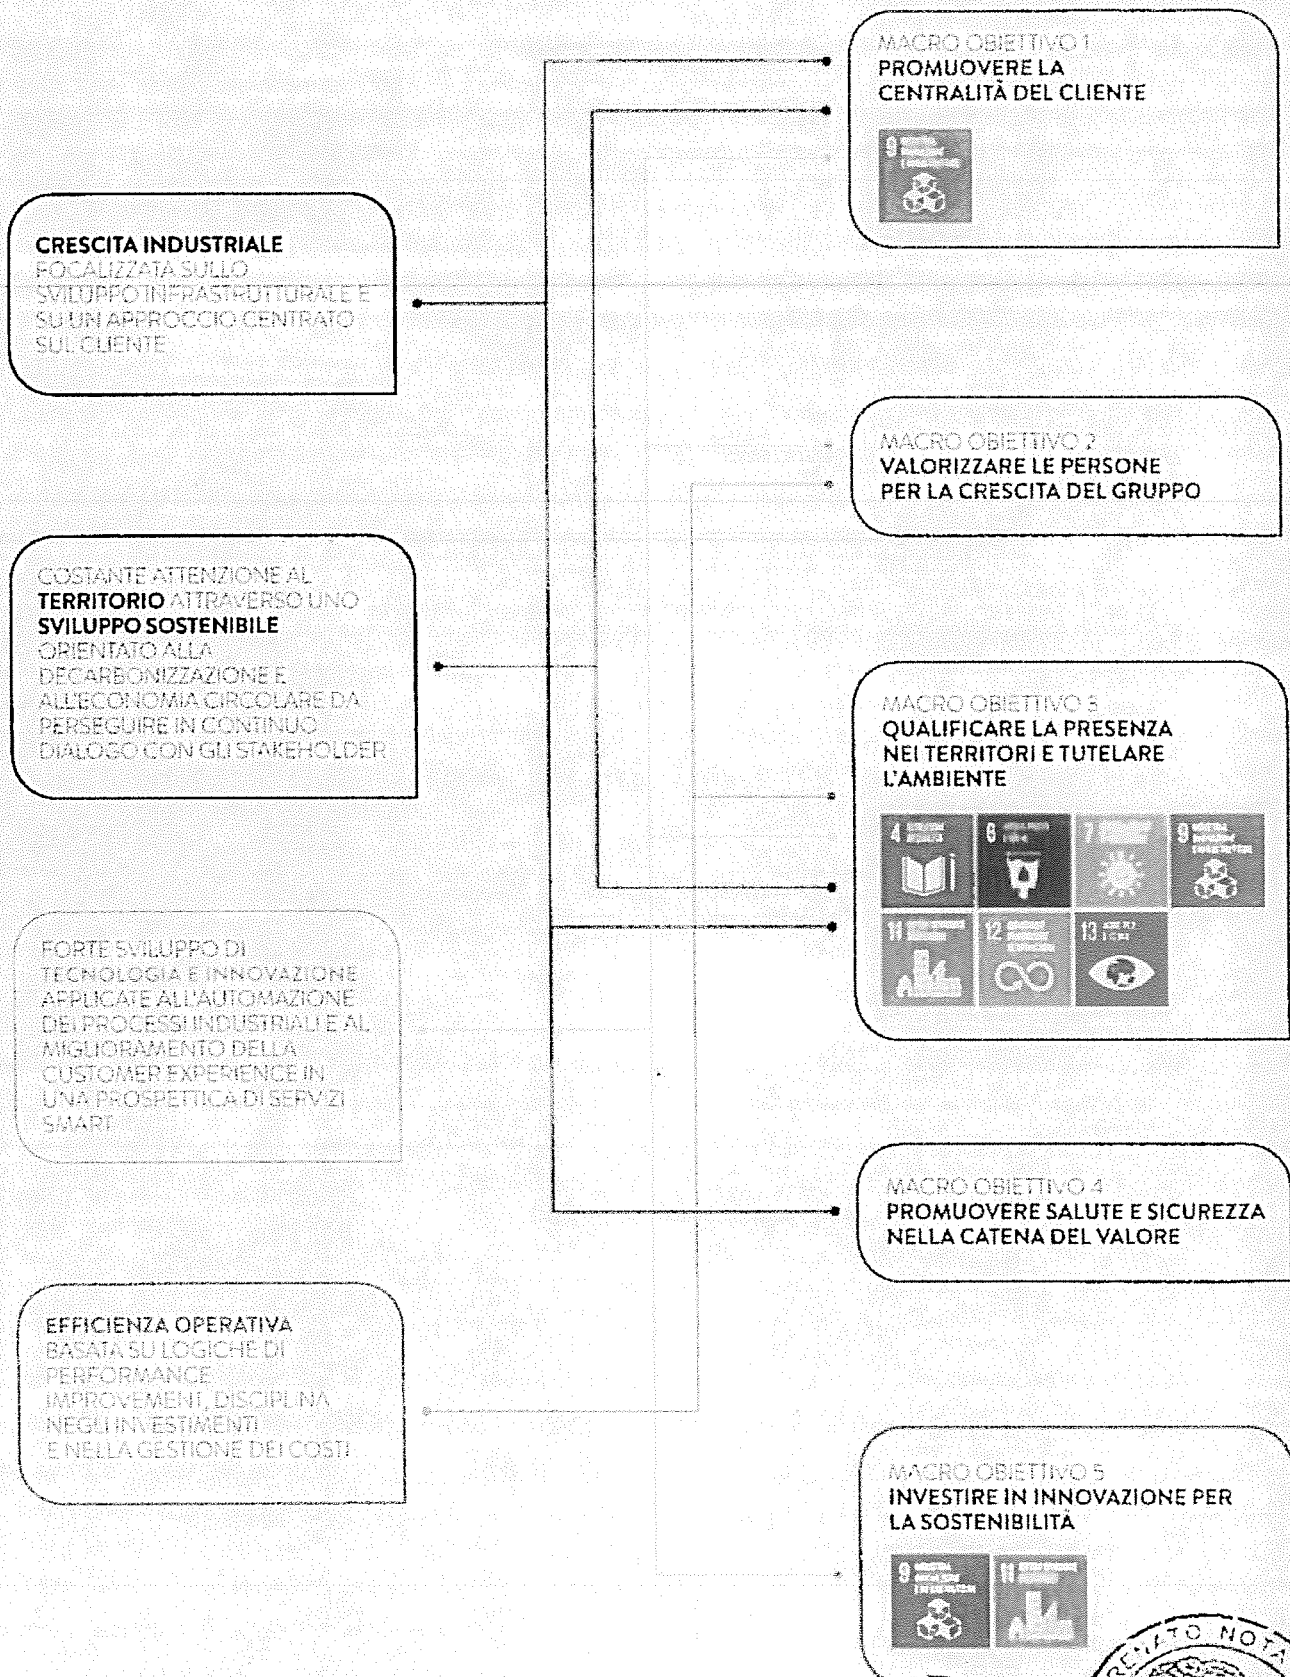 MACRO OBIETTIVO 1
PROMUOVERE LA
CENTRALITÀ DEL CLIENTE
9
CRESCITA INDUSTRIALE
FOCALIZZATA SULLO
SVILUPPO INFRASTRUTTURALE E
SU UN APPROCCIO CENTRATO
SUL CLIENTE
MACRO OBIETTIVO 2
VALORIZZARE LE PERSONE
PER LA CRESCITA DEL GRUPPO
COSTANTE ATTENZIONE AL
TERRITORIO ATTRAVERSO UNO
SVILUPPO SOSTENIBILE
ORIENTATO ALLA
DECARBONIZZAZIONE E
ALL'ECONOMIA CIRCOLARE DA
PERSEGUIRE IN CONTINUO
DIALOGO CON GLI STAKEHOLDER
MACRO OBIETTIVO 3
QUALIFICARE LA PRESENZA
NEI TERRITORI E TUTELARE
L'AMBIENTE
4
6
7
9
11
12
13
FORTE SVILUPPO DI
TECNOLOGIA E INNOVAZIONE
APPLICATE ALL'AUTOMAZIONE
DEI PROCESSI INDUSTRIALI E AL
MIGLIORAMENTO DELLA
CUSTOMER EXPERIENCE IN
UNA PROSPETTICA DI SERVIZI
SMART
MACRO OBIETTIVO 4
PROMUOVERE SALUTE E SICUREZZA
NELLA CATENA DEL VALORE
EFFICIENZA OPERATIVA
BASATA SU LOGICHE DI
PERFORMANCE
IMPROVEMENT, DISCIPLINA
NEGLI INVESTIMENTI
E NELLA GESTIONE DEI COSTI
MACRO OBIETTIVO 5
INVESTIRE IN INNOVAZIONE PER
LA SOSTENIBILITÀ
9
11